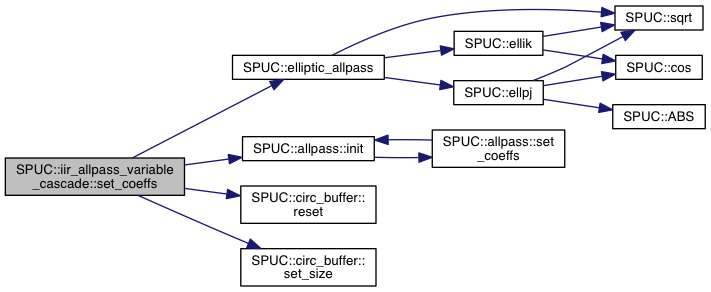 SPUC::iir_allpass_variable
_cascade::set_coeffs
SPUC::elliptic_allpass
SPUC::allpass::init
SPUC::circ_buffer::
reset
SPUC::circ_buffer::
set_size
SPUC::ellik
SPUC::ellpj
SPUC::allpass::set
_coeffs
SPUC::sqrt
SPUC::cos
SPUC::ABS